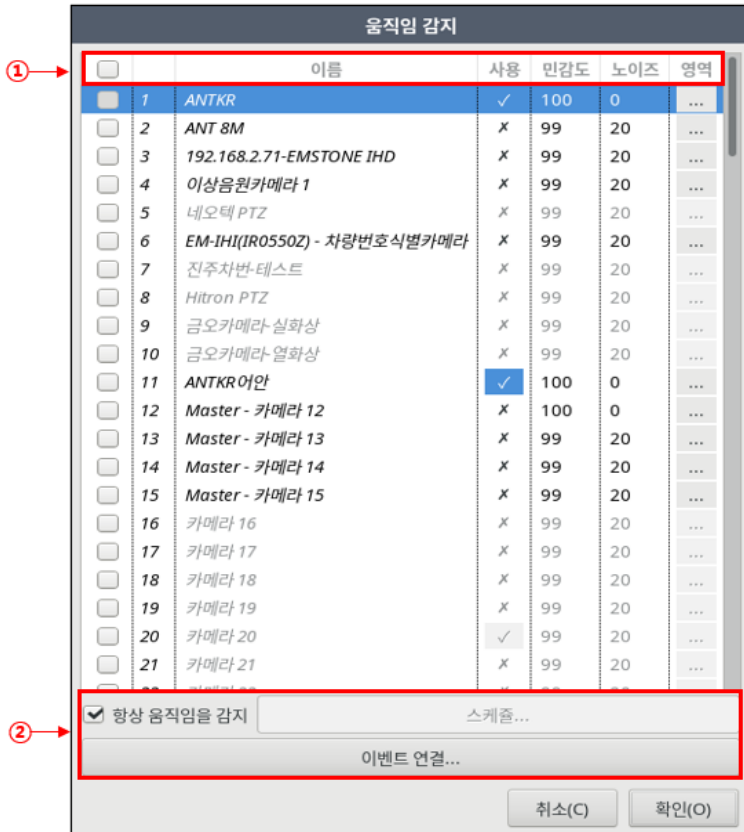 움직임 감지
① 이름 사용 민감도 노이즈 영역
1 ANTKR ✓ 100 0 ...
2 ANT 8M ✗ 99 20 ...
3 192.168.2.71-EMSTONE IHD ✗ 99 20 ...
4 이상음원카메라 1 ✗ 99 20 ...
5 네오텍 PTZ ✗ 99 20 ...
6 EM-IHI(IR0550Z) - 차량번호식별카메라 ✗ 99 20 ...
7 진주차번-테스트 ✗ 99 20 ...
8 Hitron PTZ ✗ 99 20 ...
9 금오카메라-실화상 ✗ 99 20 ...
10 금오카메라-열화상 ✗ 99 20 ...
11 ANTKR어안 ✓ 100 0 ...
12 Master - 카메라 12 ✗ 100 0 ...
13 Master - 카메라 13 ✗ 99 20 ...
14 Master - 카메라 14 ✗ 99 20 ...
15 Master - 카메라 15 ✗ 99 20 ...
16 카메라 16 ✗ 99 20 ...
17 카메라 17 ✗ 99 20 ...
18 카메라 18 ✗ 99 20 ...
19 카메라 19 ✗ 99 20 ...
20 카메라 20 ✓ 99 20 ...
21 카메라 21 ✗ 99 20 ...
② 항상 움직임을 감지 스케쥴...
이벤트 연결...
취소(C) 확인(O)